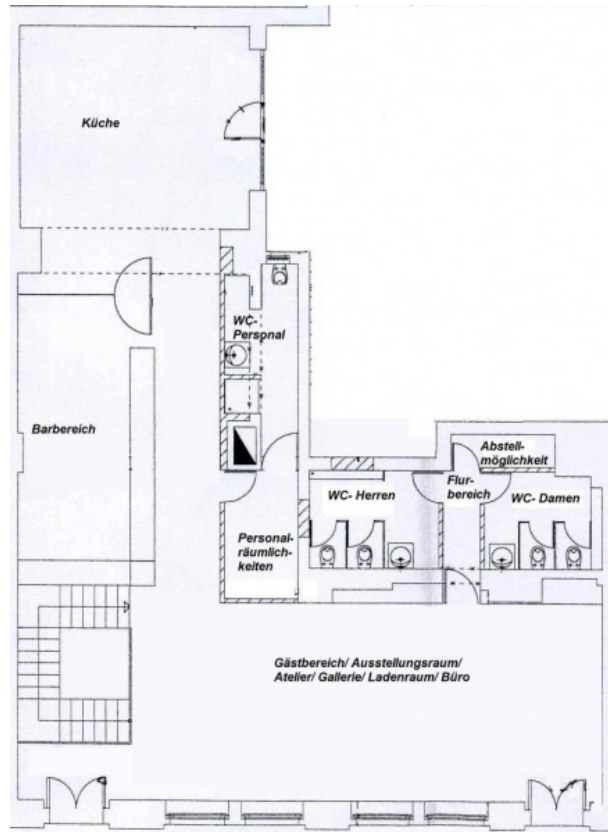 Küche
WC-
Personal
Barbereich
Abstell-
möglichkeit
WC- Herren
Flur-
bereich
WC- Damen
Personal-
räumlich-
keiten
Gästbereich/ Ausstellungsraum/
Atelier/ Gallerie/ Ladenraum/ Büro